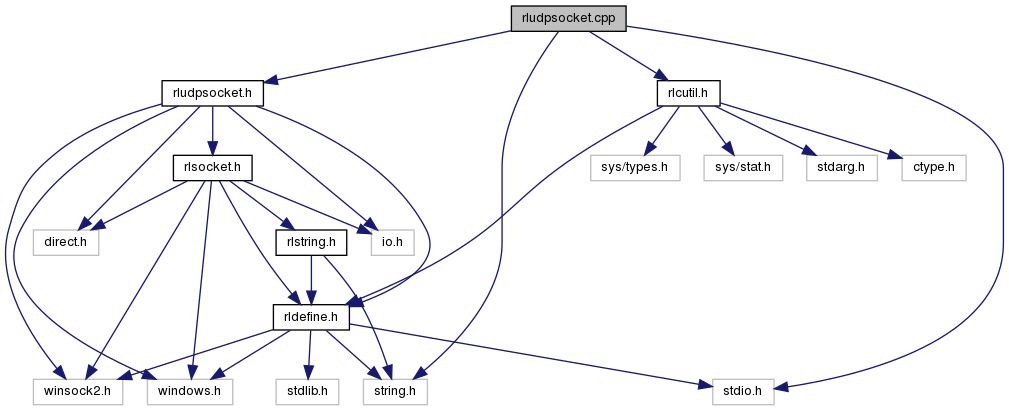 rludpsocket.cpp
rludpsocket.h
rlcutil.h
rlsocket.h
sys/types.h
sys/stat.h
stdarg.h
ctype.h
direct.h
rlstring.h
io.h
rldefine.h
winsock2.h
windows.h
stdlib.h
string.h
stdio.h